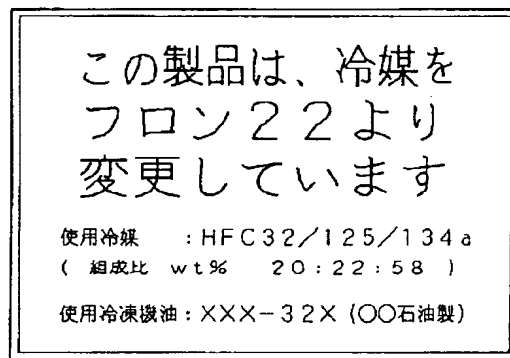 この製品は、冷媒を
フロン22より
変更しています
使用冷媒　：HFC32/125/134a
(　組成比　wt%　20:22:58　)
使用冷凍機油：XXX-32X (〇〇石油製)